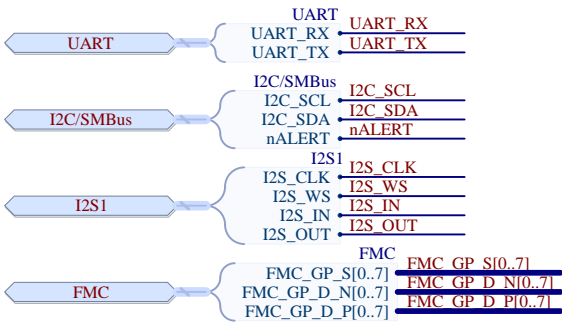 UART
UART
UART_RX UART_RX
UART_TX UART_TX
I2C/SMBus
I2C/SMBus
I2C_SCL I2C_SCL
I2C_SDA I2C_SDA
nALERT nALERT
I2S1
I2S1
I2S_CLK I2S_CLK
I2S_WS I2S_WS
I2S_IN I2S_IN
I2S_OUT I2S_OUT
FMC
FMC
FMC_GP_S[0..7] FMC_GP_S[0..7]
FMC_GP_D_N[0..7] FMC_GP_D_N[0..7]
FMC_GP_D_P[0..7] FMC_GP_D_P[0..7]